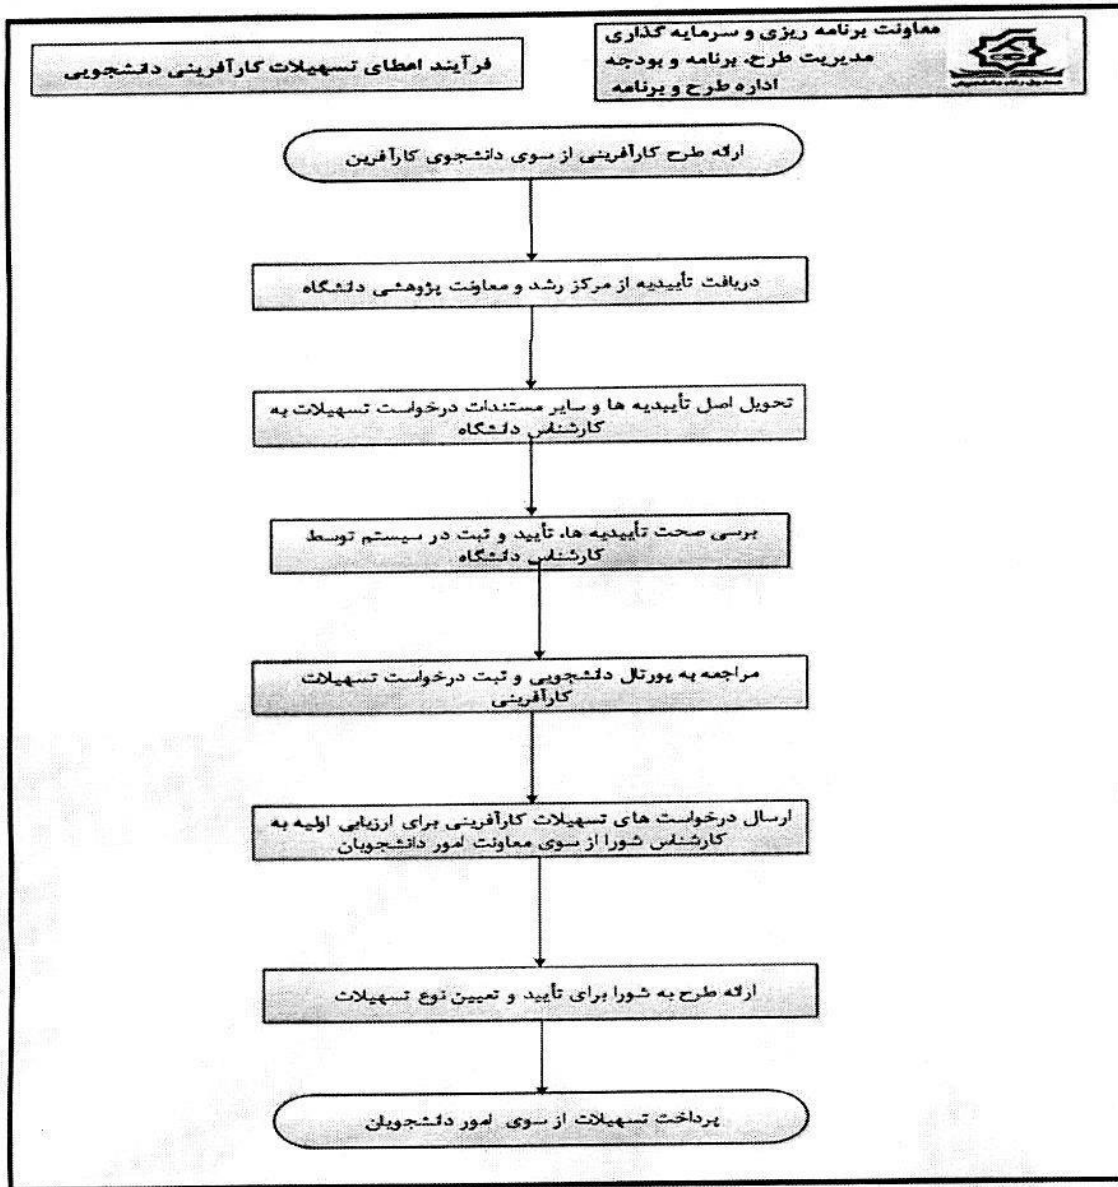 معاونت برنامه ریزی و سرمایه گذاری
مدیریت طرح، برنامه و بودجه
اداره طرح و برنامه
فرآیند اعطای تسهیلات کارآفرینی دانشجویی
ارائه طرح کارآفرینی از سوی دانشجوی کارآفرین
دریافت تأییدیه از مرکز رشد و معاونت پژوهشی دانشگاه
تحویل اصل تأییدیه ها و سایر مستندات درخواست تسهیلات به
کارشناس دانشگاه
برسی صحت تأییدیه ها، تأیید و ثبت در سیستم توسط
کارشناس دانشگاه
مراجعه به پورتال دانشجویی و ثبت درخواست تسهیلات
کارآفرینی
ارسال درخواست های تسهیلات کارآفرینی برای ارزیابی اولیه به
کارشناس شورا از سوی معاونت امور دانشجویان
ارائه طرح به شورا برای تأیید و تعیین نوع تسهیلات
پرداخت تسهیلات از سوی امور دانشجویان